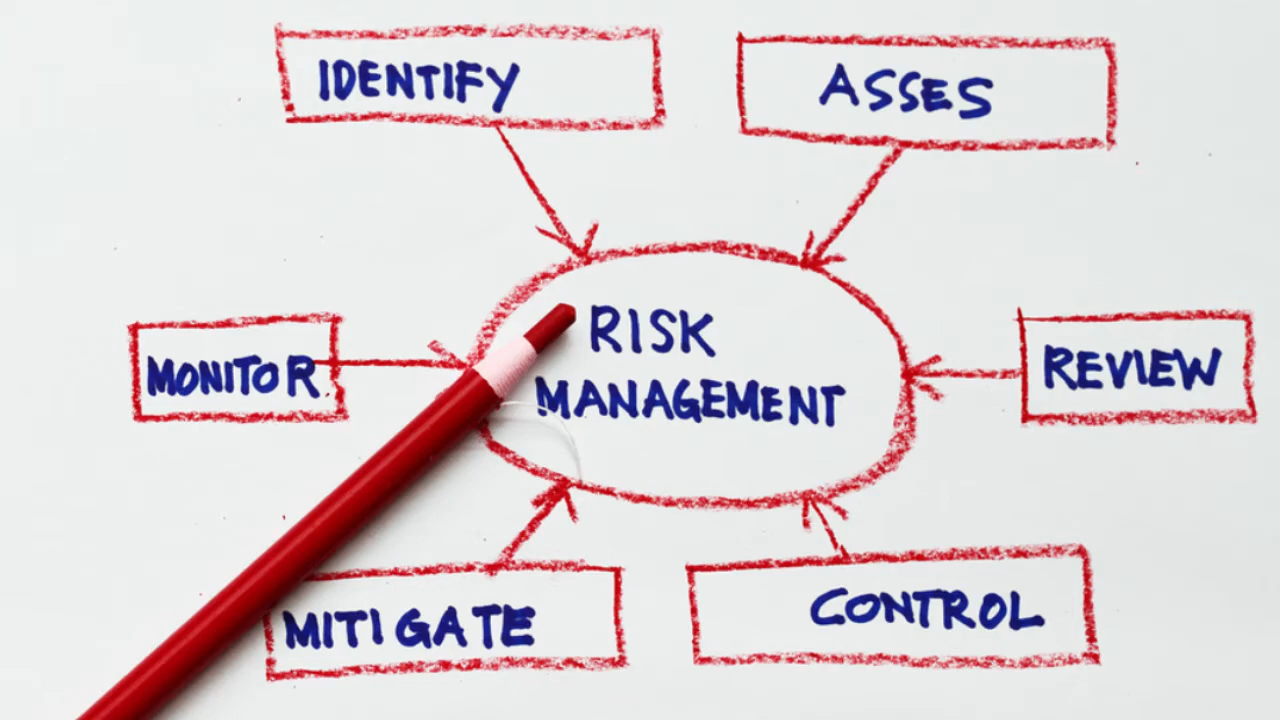 IDENTIFY
ASSES
RISK
MANAGEMENT
MONITOR
REVIEW
MITIGATE
CONTROL